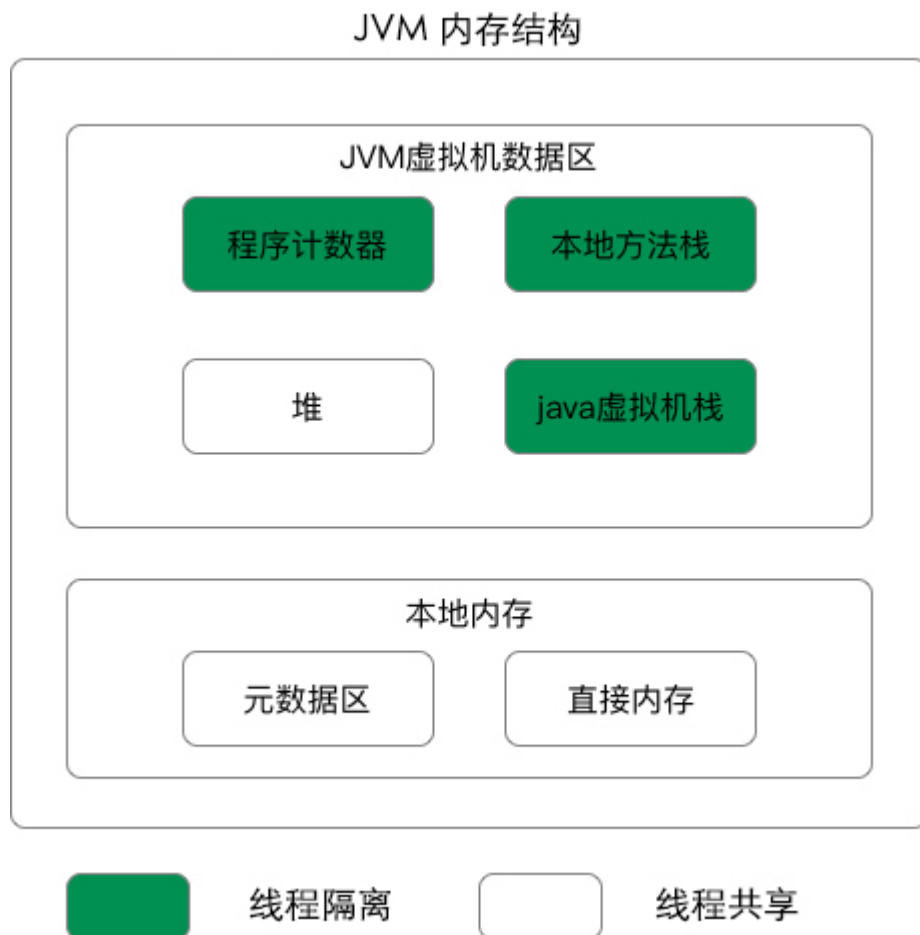 JVM 内存结构
JVM虚拟机数据区
程序计数器
本地方法栈
堆
java虚拟机栈
本地内存
元数据区
直接内存
线程隔离
线程共享